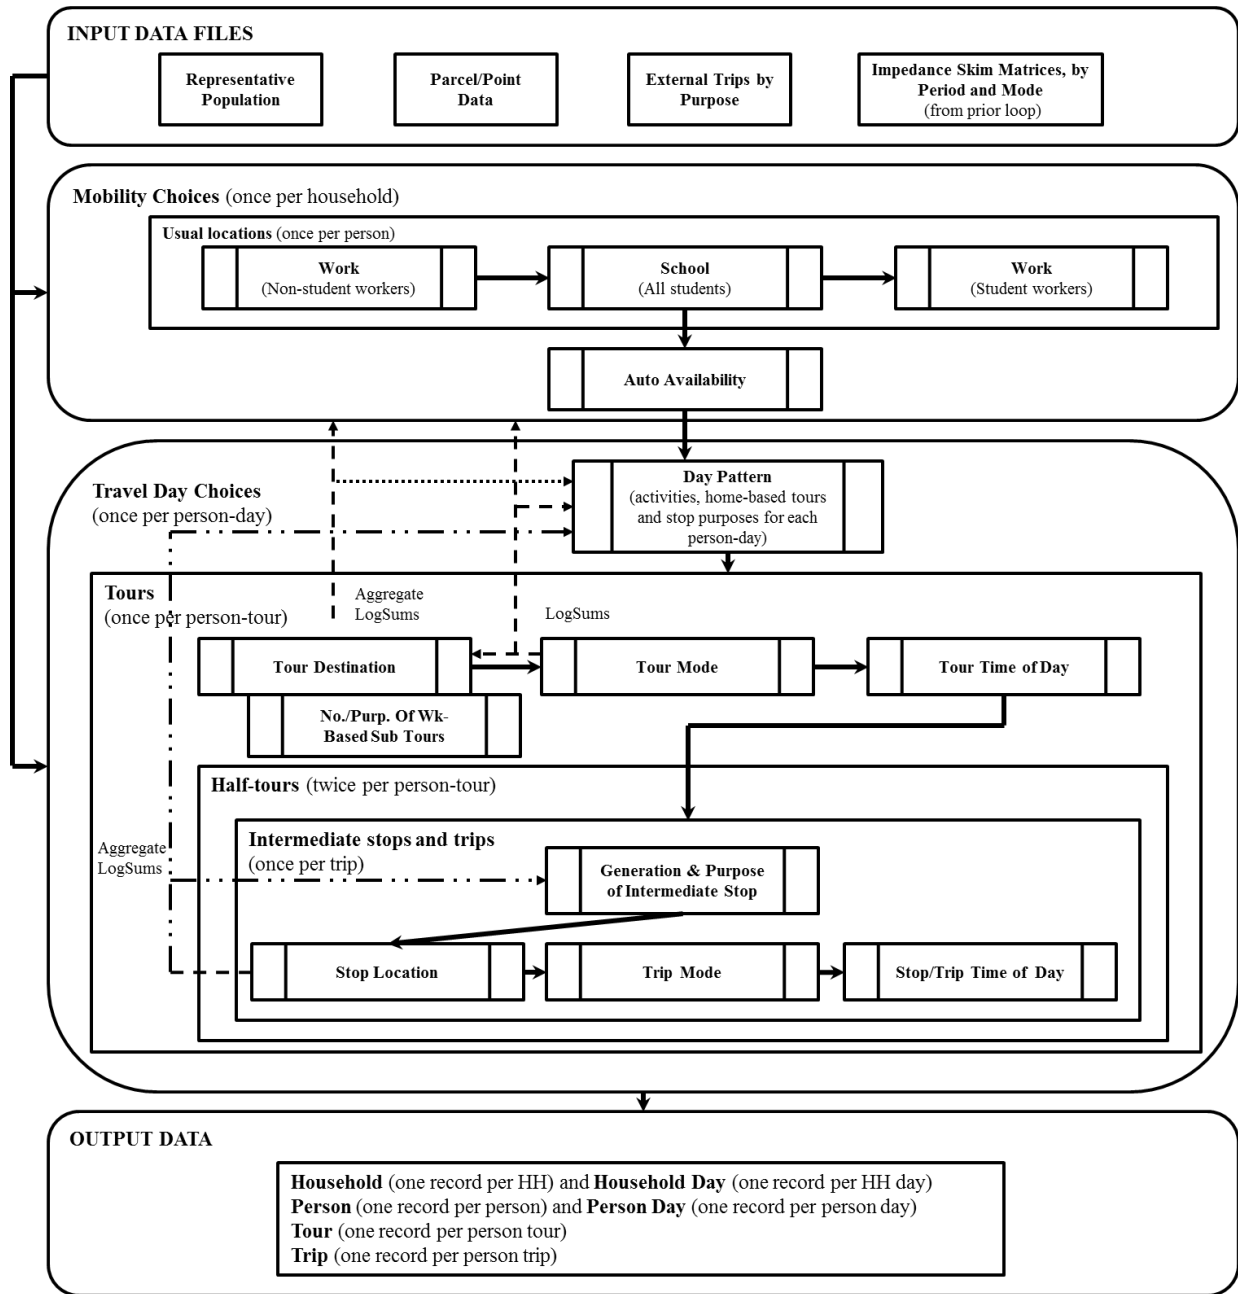 INPUT DATA FILES
Representative
Population
Parcel/Point
Data
External Trips by
Purpose
Impedance Skim Matrices, by
Period and Mode
(from prior loop)
Mobility Choices (once per household)
Usual locations (once per person)
Work
(Non-student workers)
School
(All students)
Work
(Student workers)
Auto Availability
Travel Day Choices
(once per person-day)
Day Pattern
(activities, home-based tours
and stop purposes for each
person-day)
Tours
(once per person-tour)
Aggregate
LogSums
LogSums
Tour Destination
Tour Mode
Tour Time of Day
No./Purp. Of Wk-
Based Sub Tours
Half-tours (twice per person-tour)
Intermediate stops and trips
(once per trip)
Aggregate
LogSums
Generation & Purpose
of Intermediate Stop
Stop Location
Trip Mode
Stop/Trip Time of Day
OUTPUT DATA
Household (one record per HH) and Household Day (one record per HH day)
Person (one record per person) and Person Day (one record per person day)
Tour (one record per person tour)
Trip (one record per person trip)